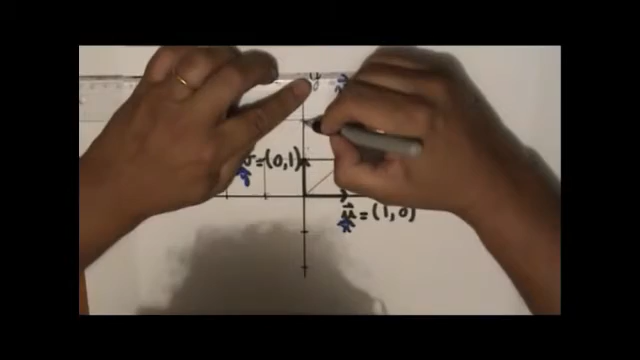 y
v=(0,1)
u=(1,0)